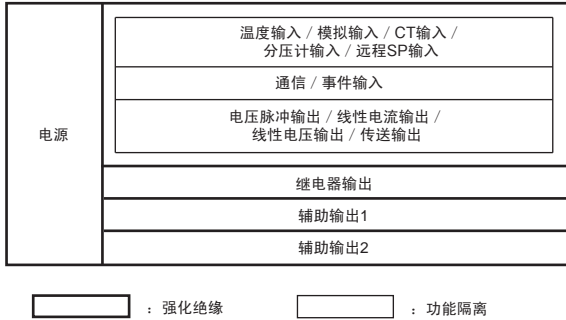 温度输入 / 模拟输入 / CT输入 /
分压计输入 / 远程SP输入
通信 / 事件输入
电源
电压脉冲输出 / 线性电流输出 /
线性电压输出 / 传送输出
继电器输出
辅助输出1
辅助输出2
：强化绝缘
：功能隔离